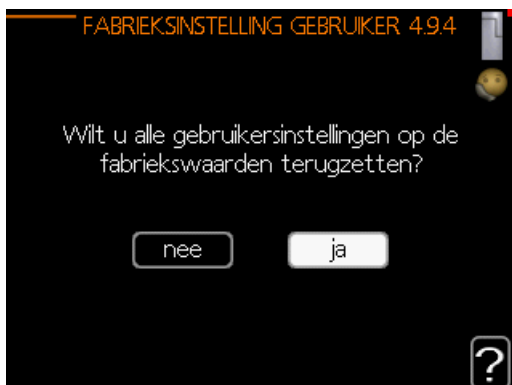 FABRIEKSINSTELLING GEBRUIKER 4.9.4
Wilt u alle gebruikersinstellingen op de
fabriekswaarden terugzetten?
nee
ja
?